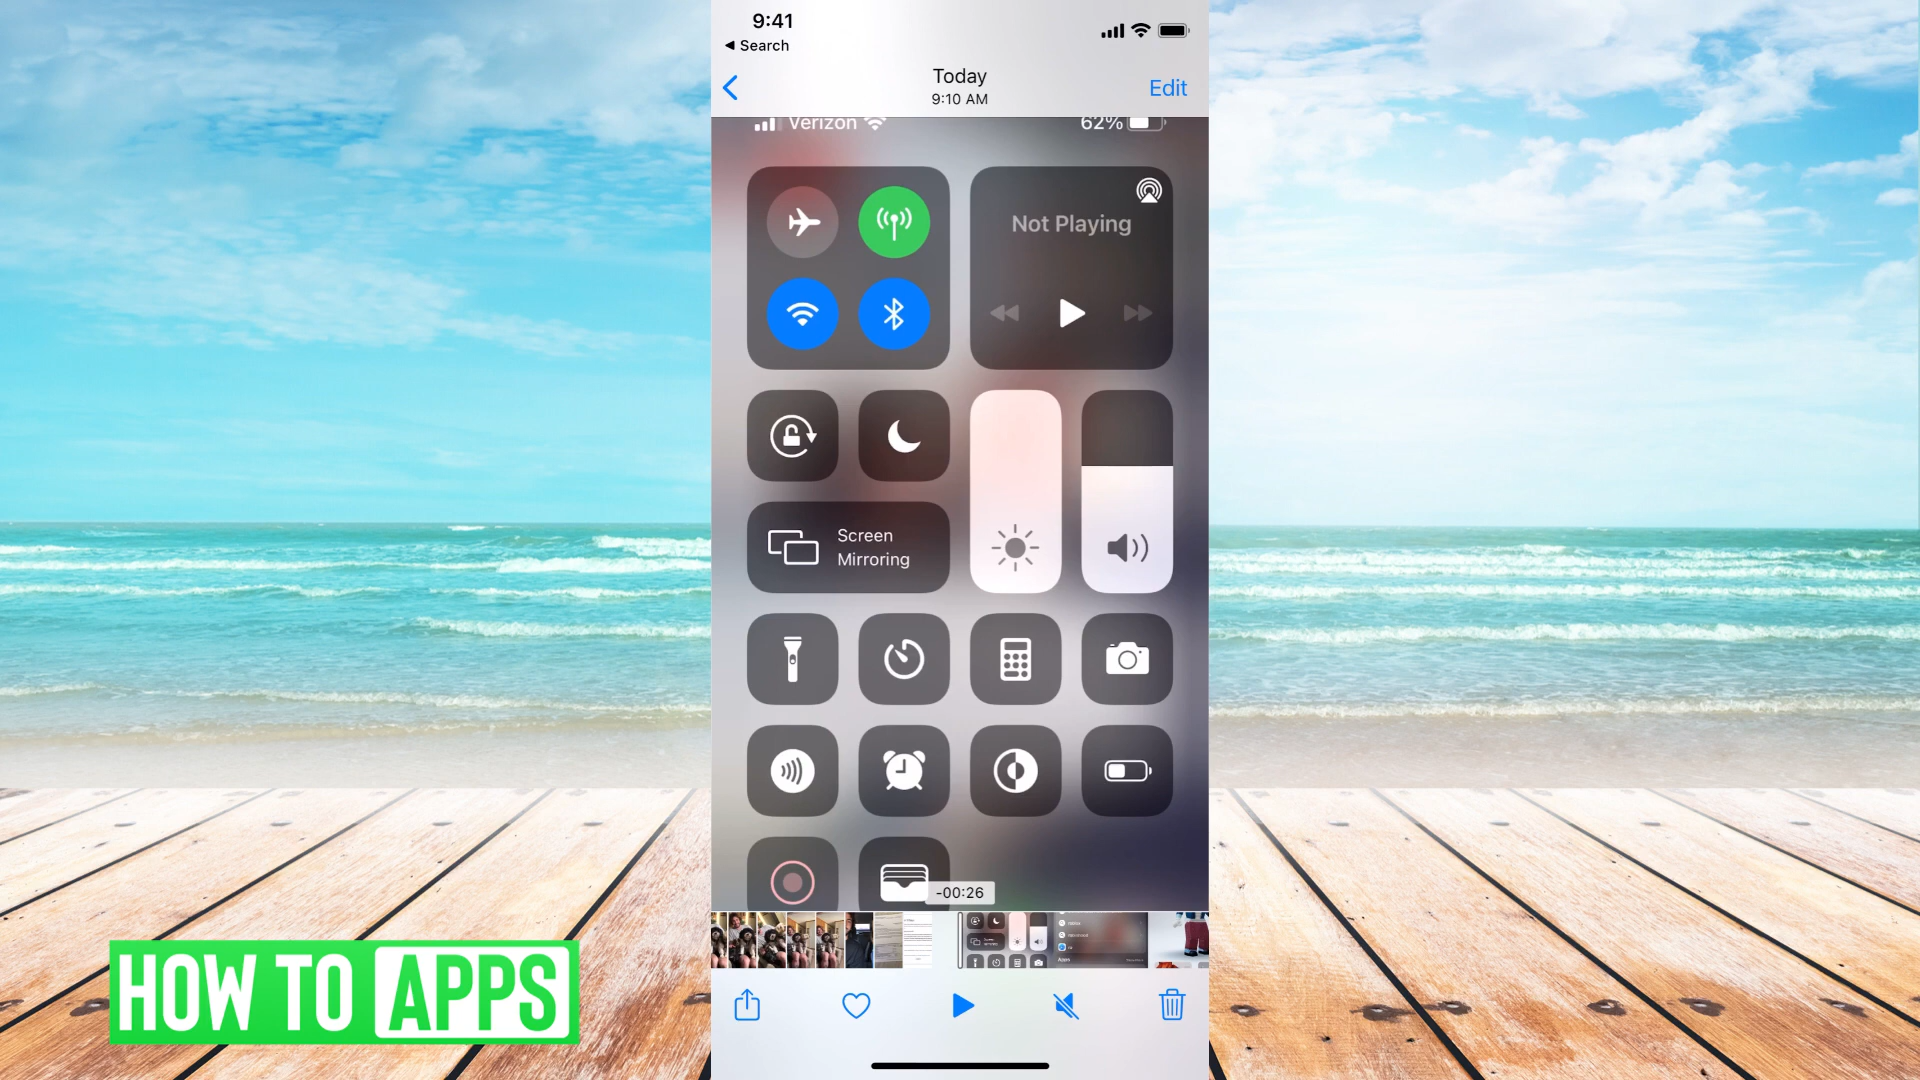 9:41
Search
Today
9:10 AM
Edit
Verizon
62%
Not Playing
Screen
Mirroring
-00:26
HOW TO APPS